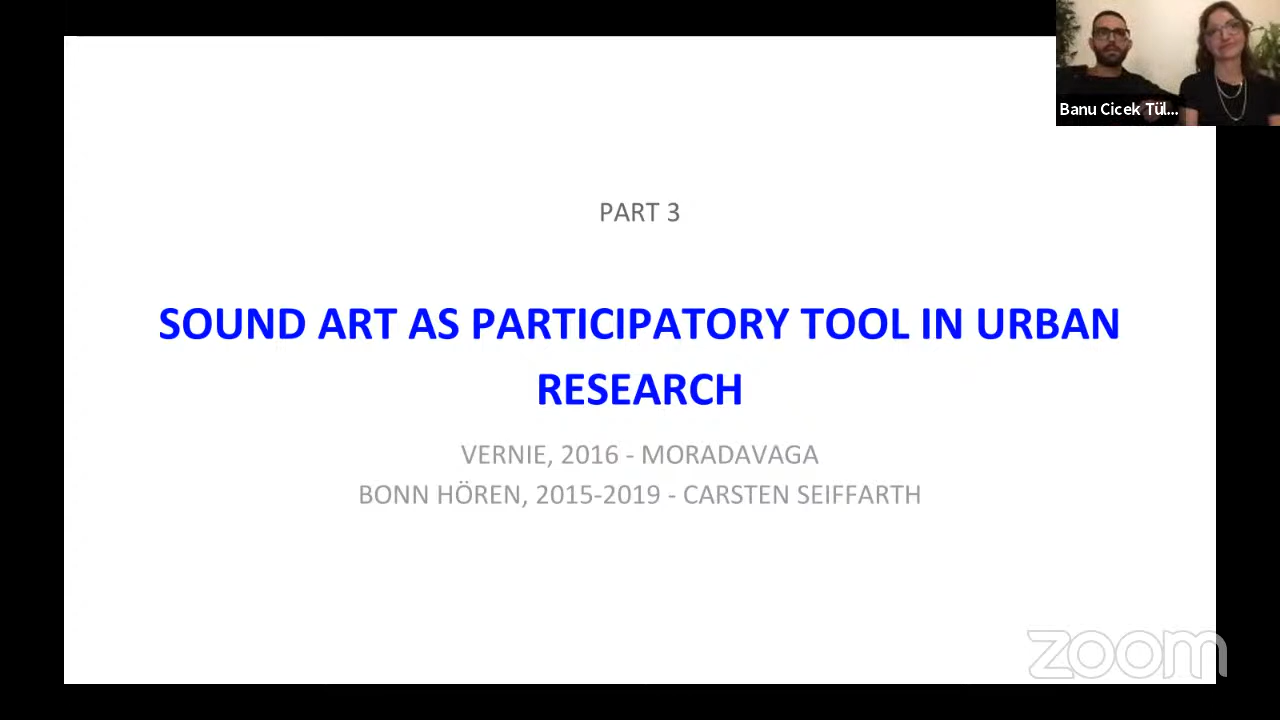 Banu Cicek Tül...
PART 3
SOUND ART AS PARTICIPATORY TOOL IN URBAN
RESEARCH
VERNIE, 2016 - MORADAVAGA
BONN HÖREN, 2015-2019 - CARSTEN SEIFFARTH
zoom